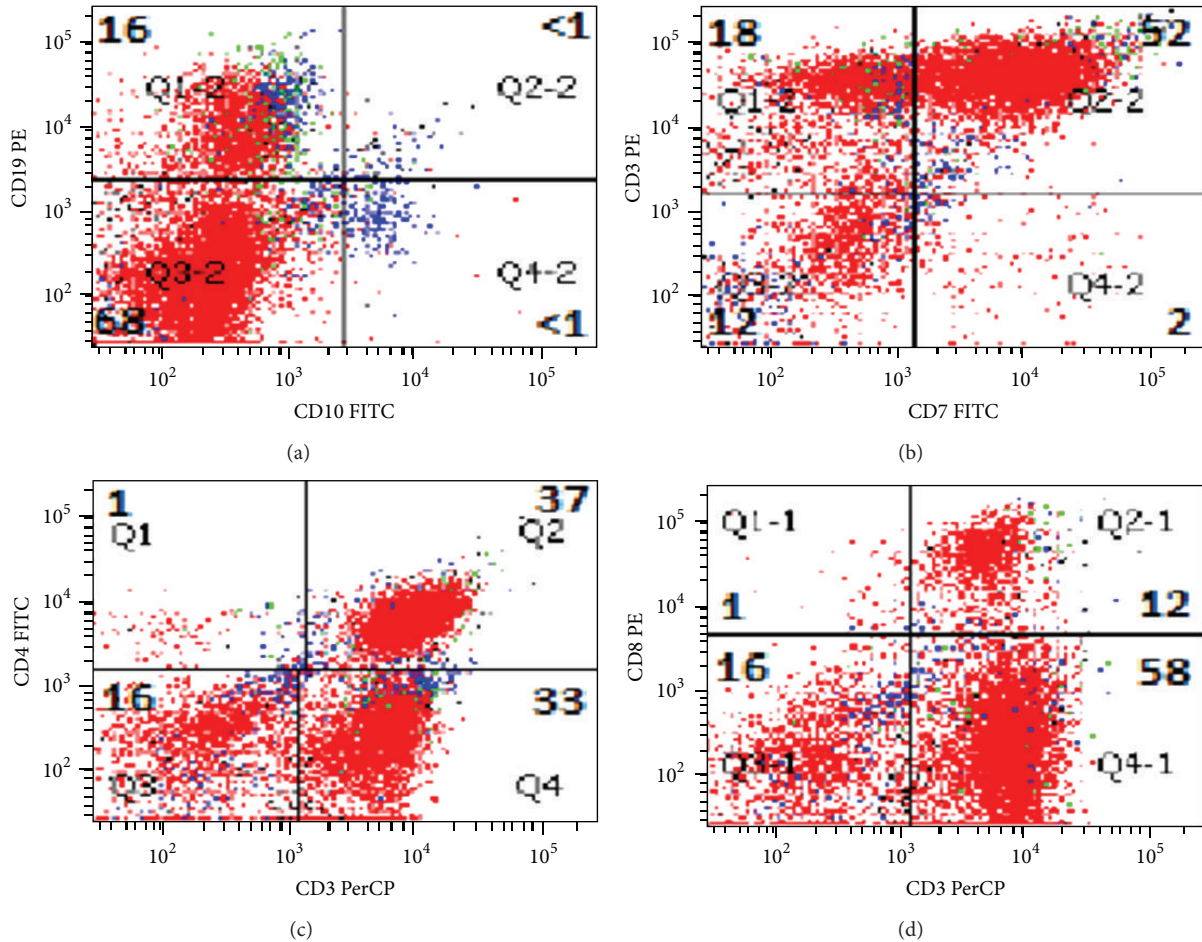 16
<1
Q1-2
Q2-2
Q3-2
Q4-2
68
<1
10^5
10^4
10^3
10^2
CD19 PE
10^2
10^3
10^4
10^5
CD10 FITC
(a)
18
52
Q1-2
Q2-2
Q3-2
Q4-2
12
2
10^5
10^4
10^3
10^2
CD3 PE
10^2
10^3
10^4
10^5
CD7 FITC
(b)
1
37
Q1
Q2
16
33
Q3
Q4
10^5
10^4
10^3
10^2
CD4 FITC
10^2
10^3
10^4
10^5
CD3 PerCP
(c)
Q1-1
Q2-1
1
12
16
58
Q3-1
Q4-1
10^5
10^4
10^3
10^2
CD8 PE
10^2
10^3
10^4
10^5
CD3 PerCP
(d)